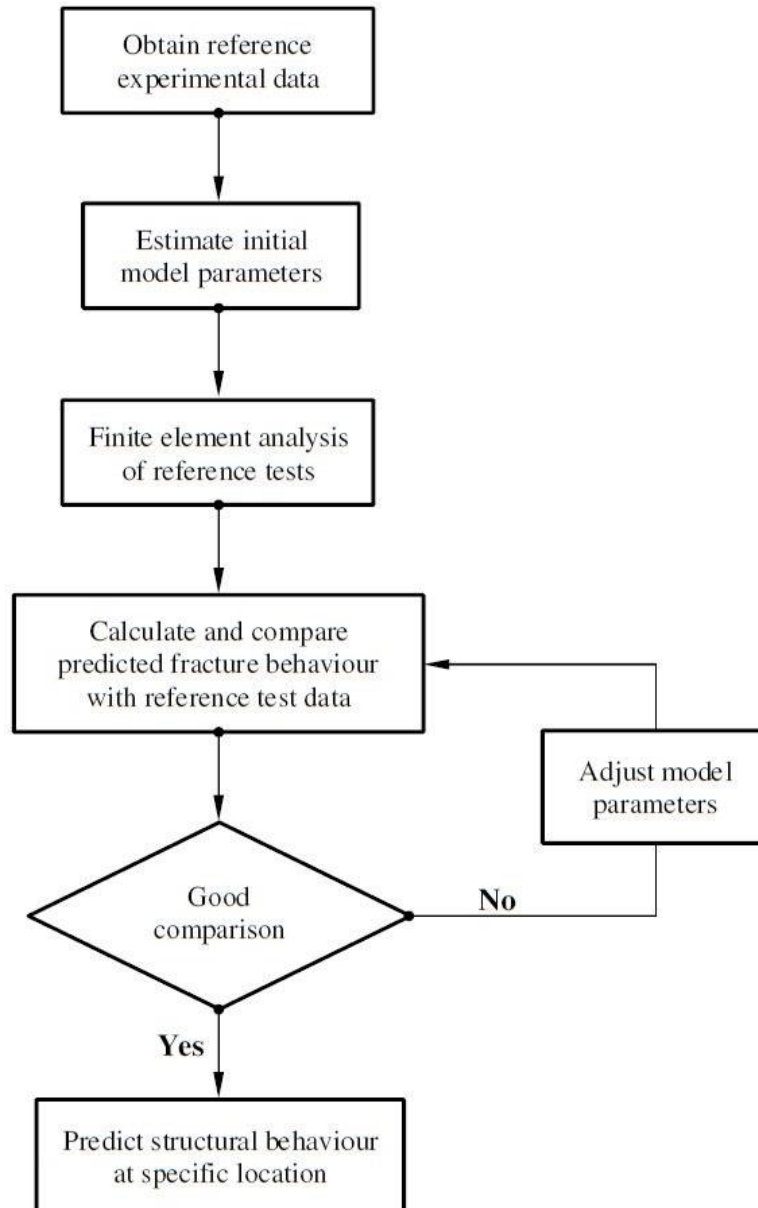 Obtain reference
experimental data
Estimate initial
model parameters
Finite element analysis
of reference tests
Calculate and compare
predicted fracture behaviour
with reference test data
Adjust model
parameters
Good
comparison
No
Yes
Predict structural behaviour
at specific location